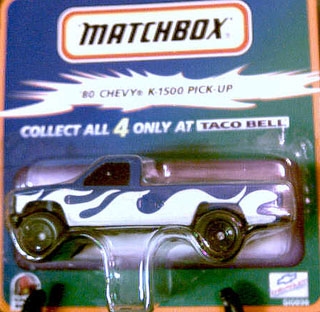 MATCHBOX®
'80 CHEVY® K-1500 PICK-UP
COLLECT ALL 4 ONLY AT TACO BELL